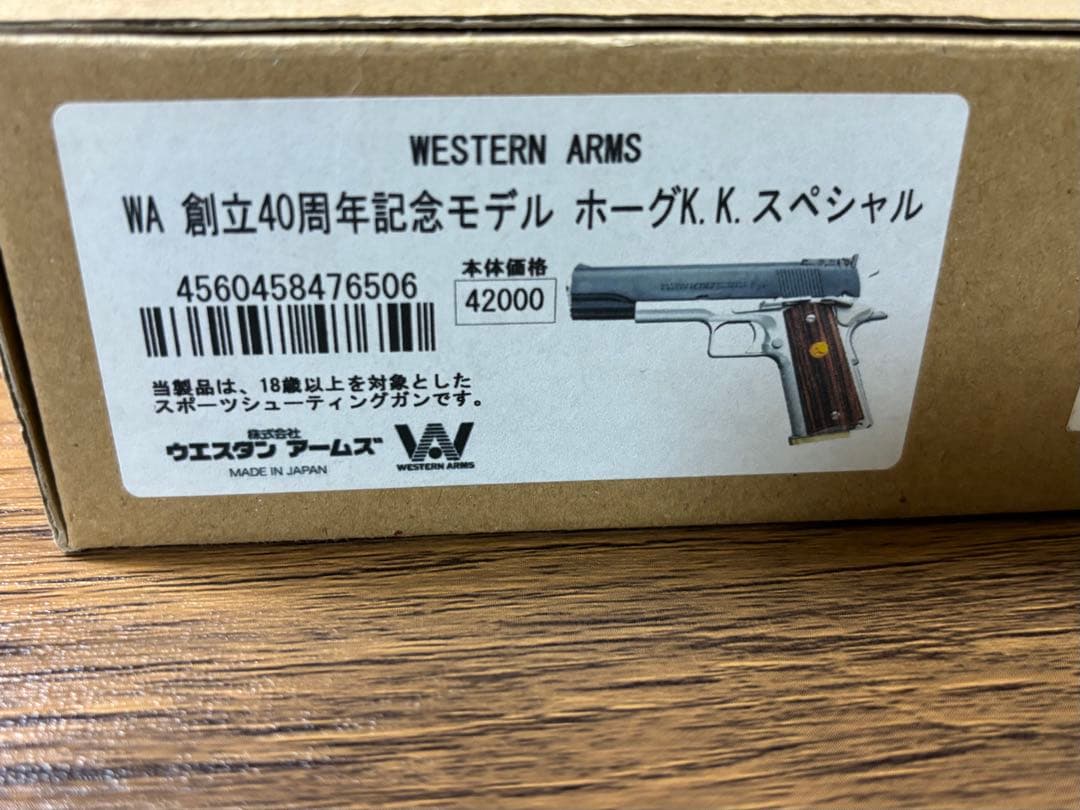 WESTERN ARMS
WA 創立40周年記念モデル ホーグK.K.スペシャル
4560458476506
本体価格
42000
当製品は、18歳以上を対象とした
スポーツシューティングガンです。
株式会社
ウエスタン アームズ
MADE IN JAPAN
WESTERN ARMS